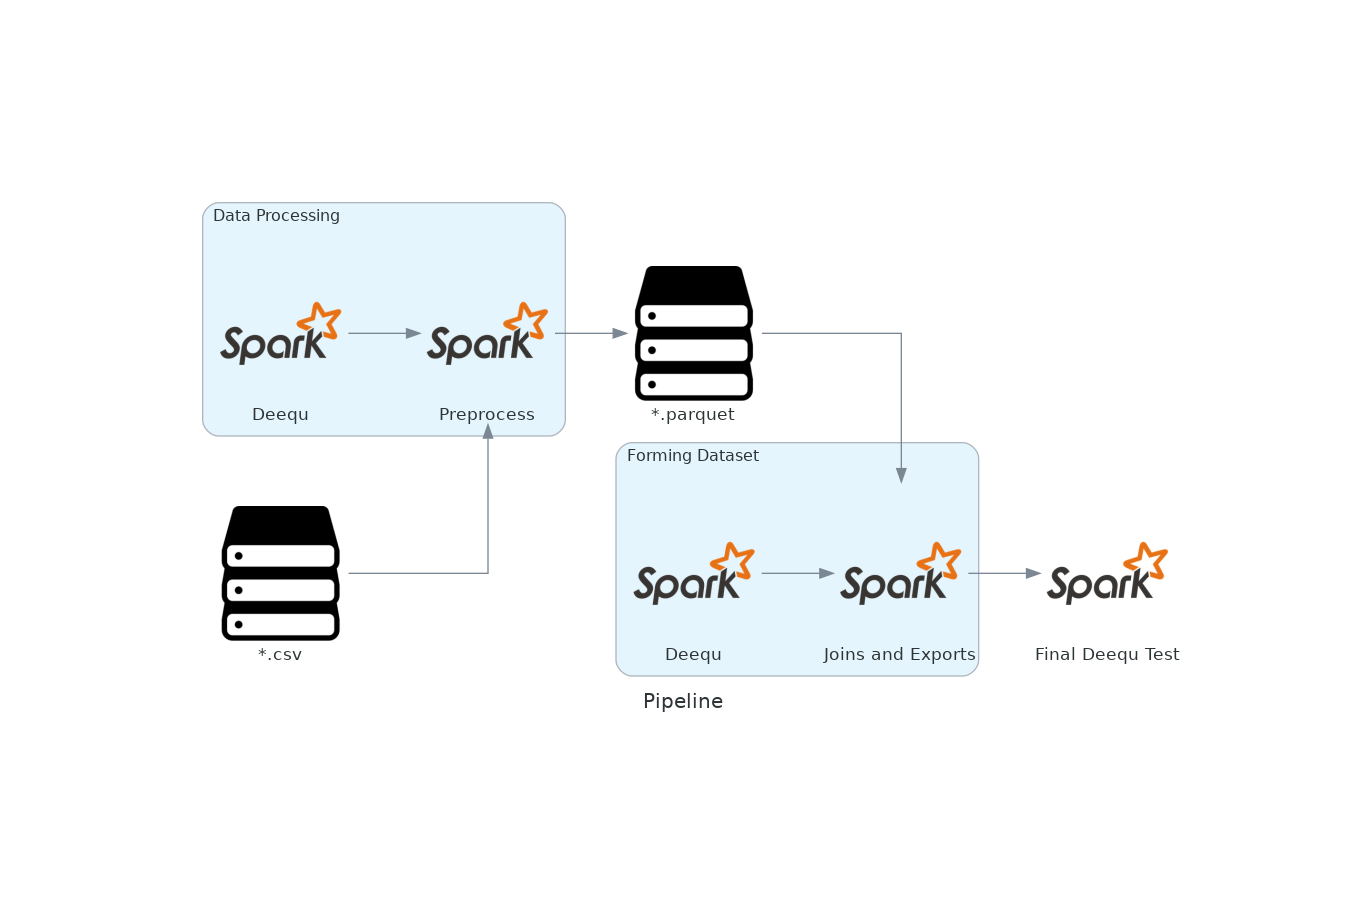 Data Processing
Spark
Spark
Deequ
Preprocess
*.parquet
Forming Dataset
*.csv
Spark
Spark
Spark
Deequ
Joins and Exports
Final Deequ Test
Pipeline